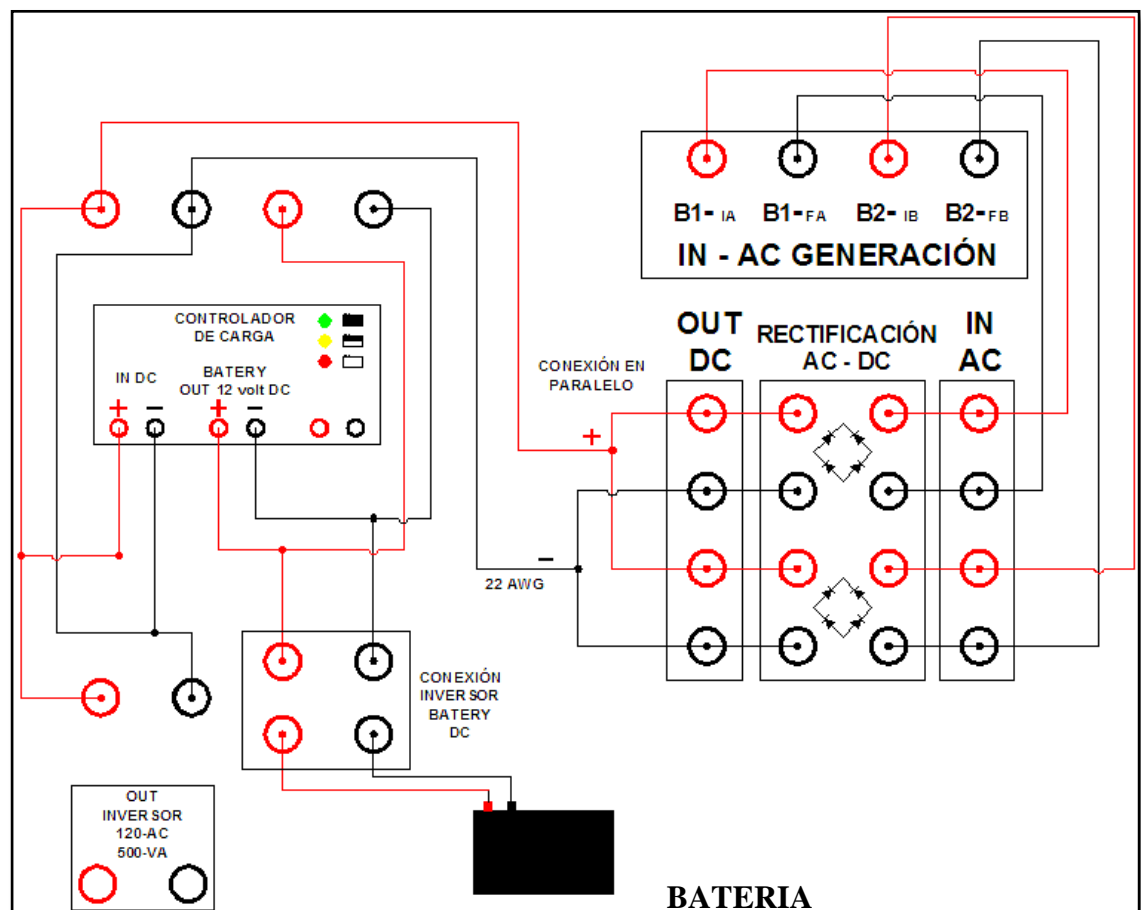 B1- IA B1-FA B2- IB B2-FB
IN - AC GENERACIÓN
CONTROLADOR
DE CARGA
IN DC
BATERY
OUT 12 volt DC
+ − + −
CONEXIÓN EN
PARALELO
+
OUT
DC
RECTIFICACIÓN
AC - DC
IN
AC
−
22 AWG
CONEXIÓN
INVERSOR
BATERY
DC
OUT
INVERSOR
120-AC
500-VA
BATERIA